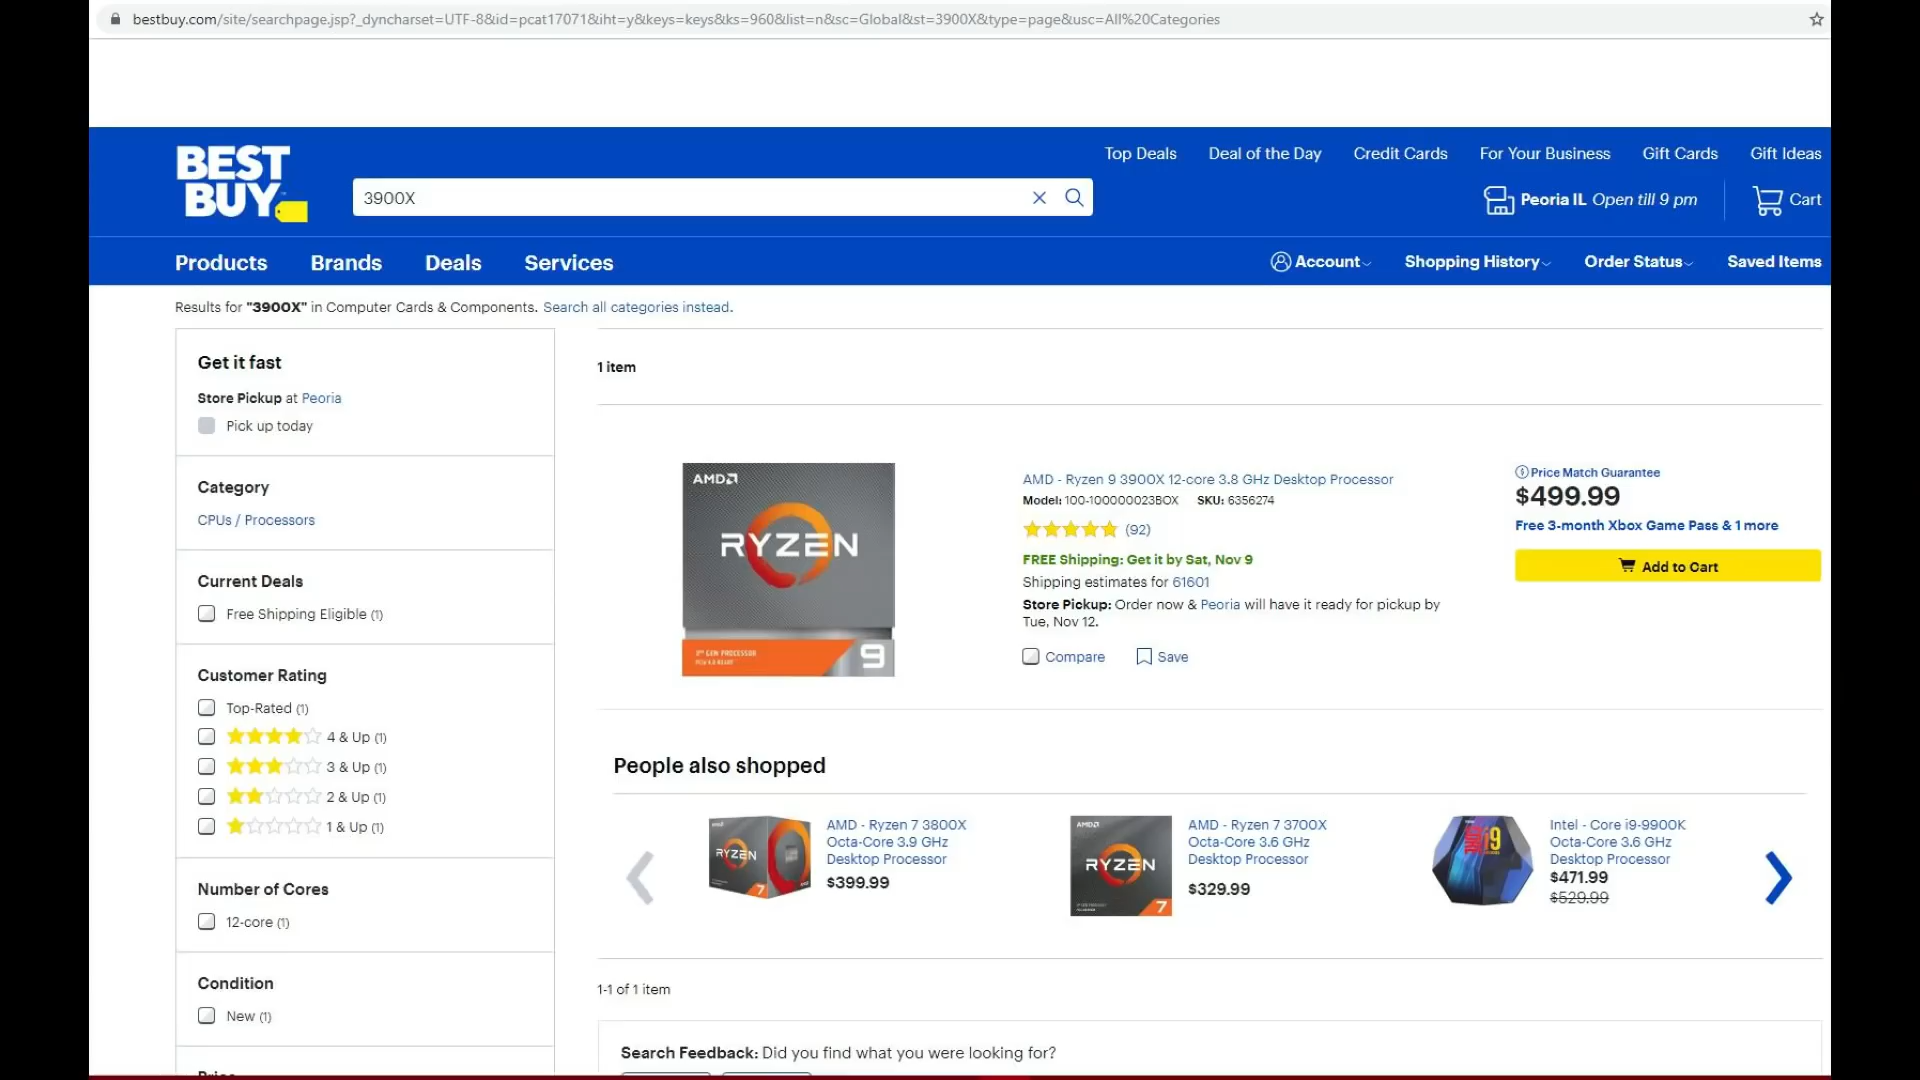 bestbuy.com/site/searchpage.jsp?_dyncharset=UTF-8&id=pcat17071&iht=y&keys=keys&ks=960&list=n&sc=Global&st=3900X&type=page&usc=All%20Categories
BEST
BUY
Top Deals
Deal of the Day
Credit Cards
For Your Business
Gift Cards
Gift Ideas
3900X
Peoria IL Open till 9 pm
Cart
Products
Brands
Deals
Services
Account
Shopping History
Order Status
Saved Items
Results for "3900X" in Computer Cards & Components. Search all categories instead.
Get it fast
Store Pickup at Peoria
Pick up today
Category
CPUs / Processors
Current Deals
Free Shipping Eligible (1)
Customer Rating
Top-Rated (1)
4 & Up (1)
3 & Up (1)
2 & Up (1)
1 & Up (1)
Number of Cores
12-core (1)
Condition
New (1)
Price
1 item
AMD
RYZEN
9
AMD - Ryzen 9 3900X 12-core 3.8 GHz Desktop Processor
Model: 100-100000023BOX SKU: 6356274
(92)
FREE Shipping: Get it by Sat, Nov 9
Shipping estimates for 61601
Store Pickup: Order now & Peoria will have it ready for pickup by
Tue, Nov 12.
Compare
Save
Price Match Guarantee
$499.99
Free 3-month Xbox Game Pass & 1 more
Add to Cart
People also shopped
RYZEN
7
AMD - Ryzen 7 3800X
Octa-Core 3.9 GHz
Desktop Processor
$399.99
AMD
RYZEN
7
AMD - Ryzen 7 3700X
Octa-Core 3.6 GHz
Desktop Processor
$329.99
i9
Intel - Core i9-9900K
Octa-Core 3.6 GHz
Desktop Processor
$471.99
$529.99
1-1 of 1 item
Search Feedback: Did you find what you were looking for?